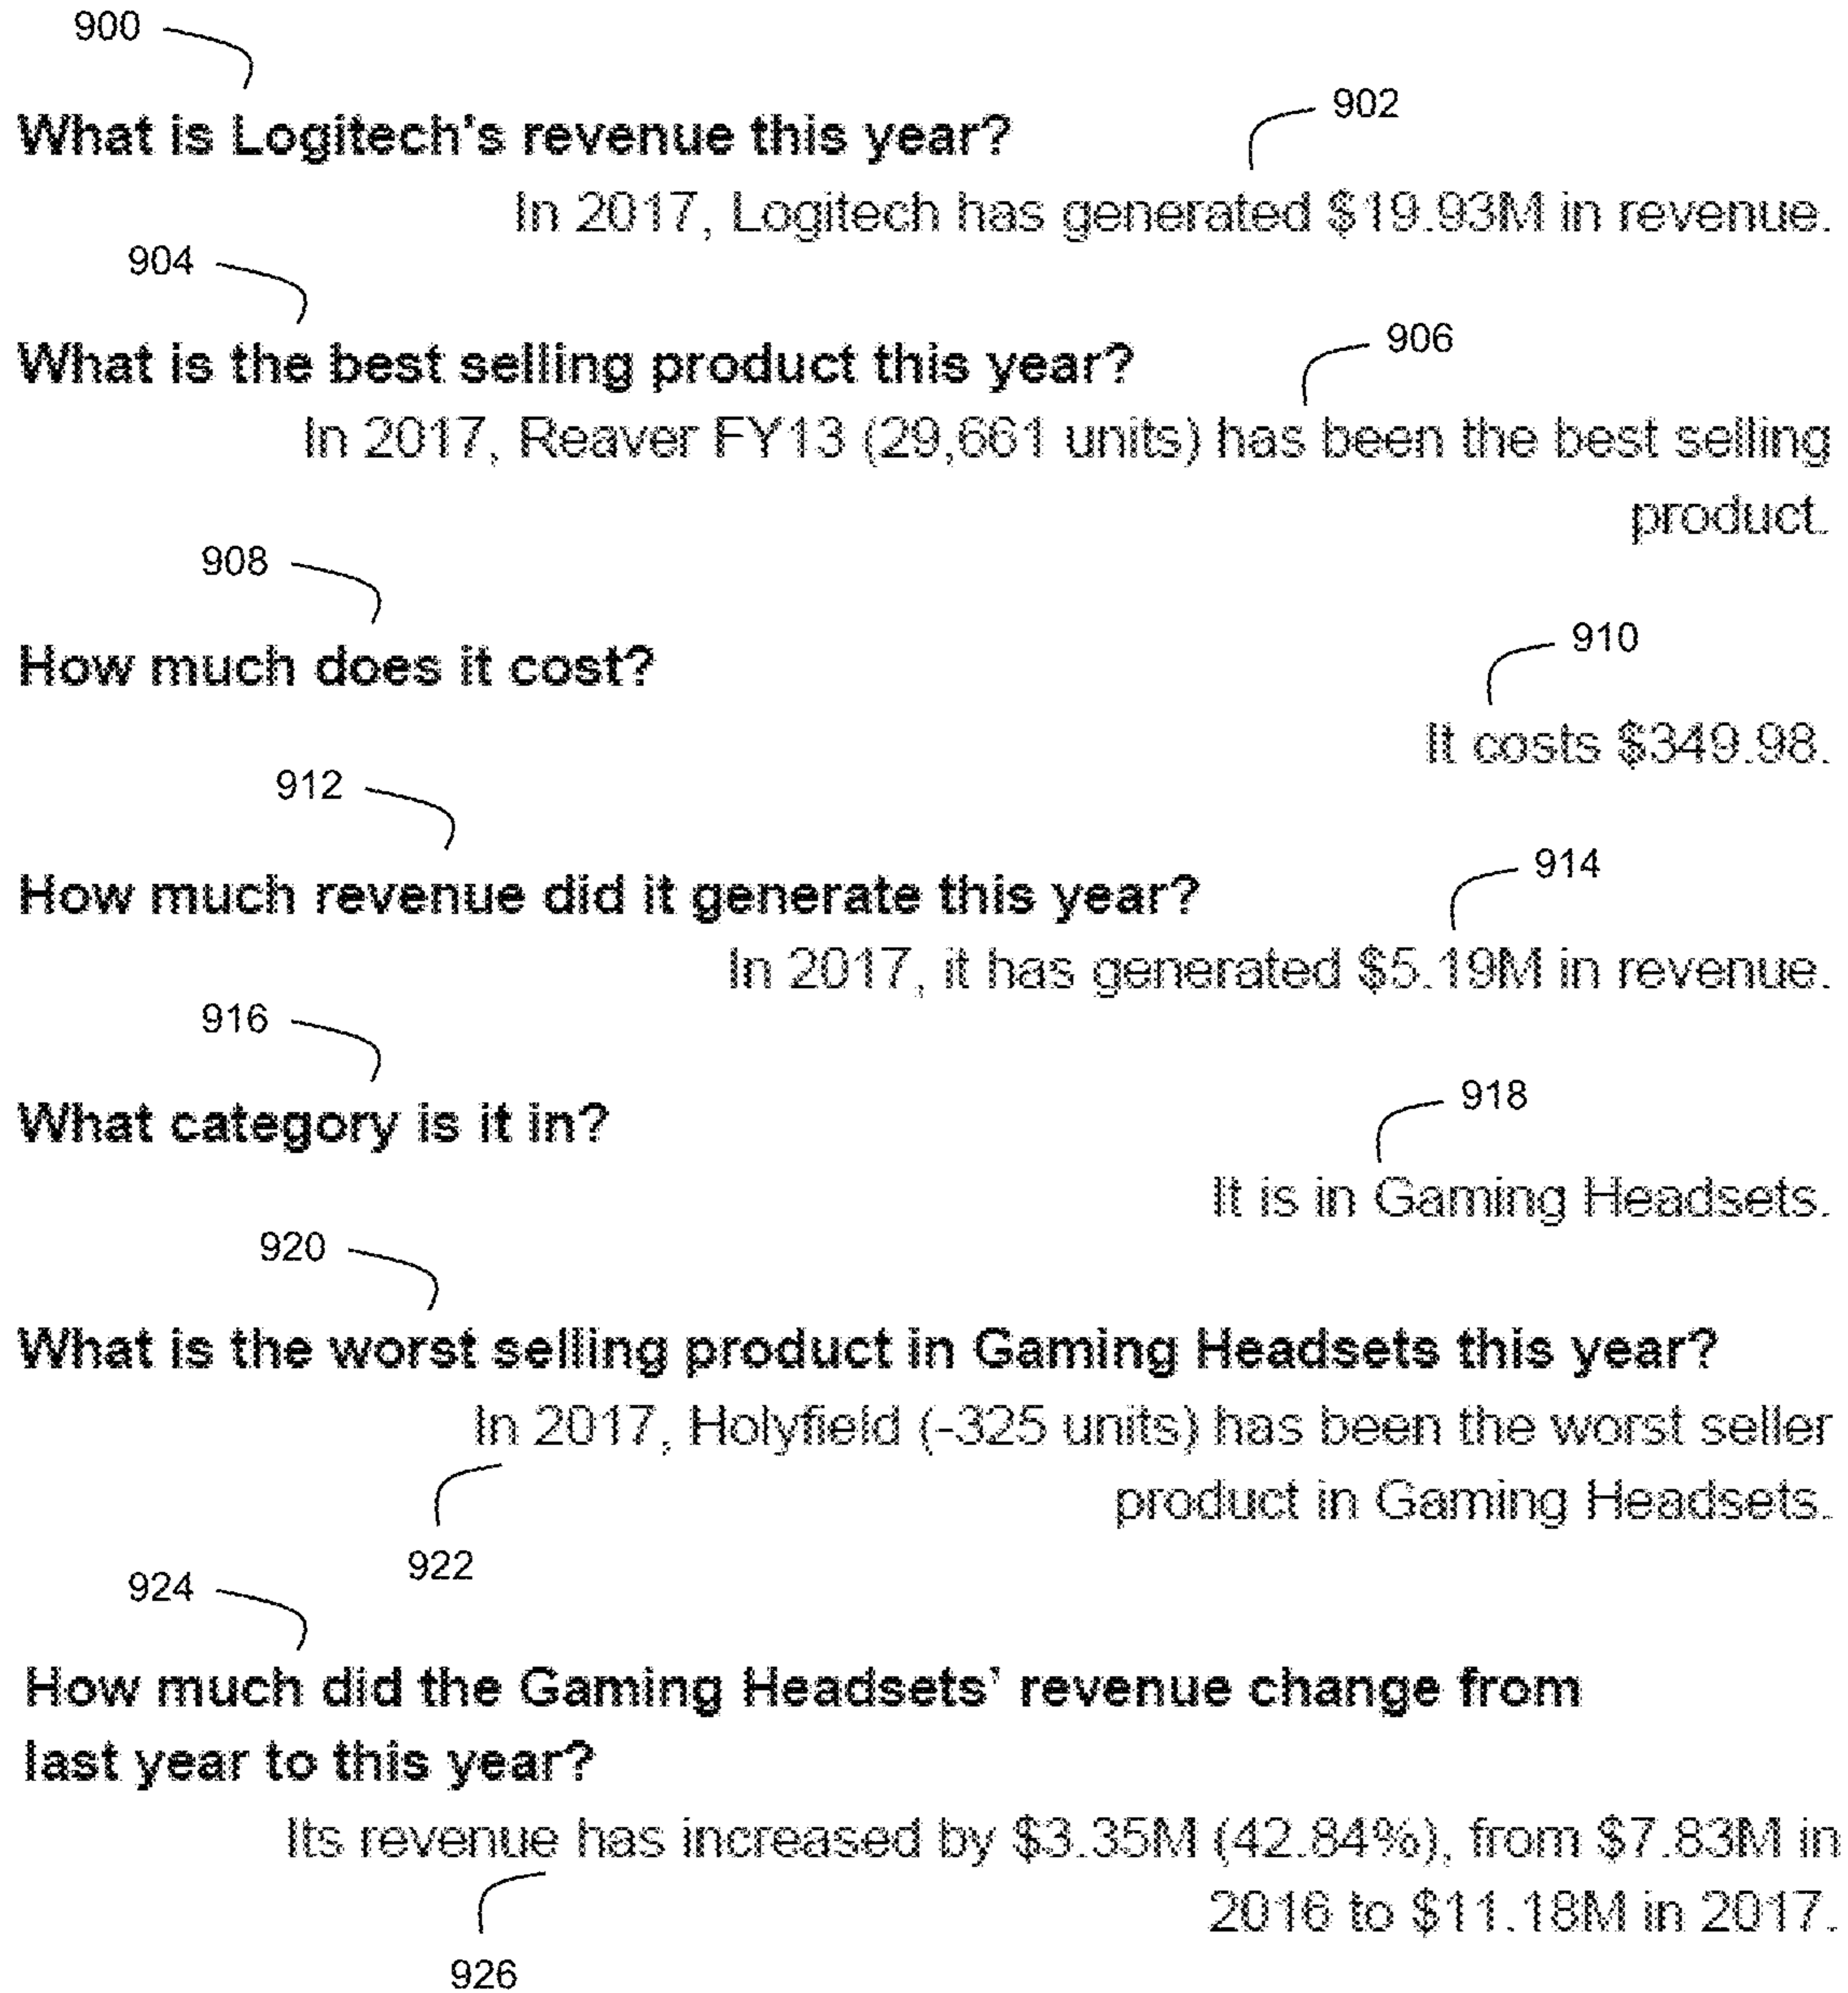 900
What is Logitech's revenue this year?
902
In 2017, Logitech has generated $19.93M in revenue.
904
What is the best selling product this year?
906
In 2017, Reaver FY13 (29,661 units) has been the best selling
product.
908
How much does it cost?
910
It costs $349.98.
912
How much revenue did it generate this year?
914
In 2017, it has generated $5.19M in revenue.
916
What category is it in?
918
It is in Gaming Headsets.
920
What is the worst selling product in Gaming Headsets this year?
In 2017, Holyfield (-325 units) has been the worst seller
product in Gaming Headsets.
922
924
How much did the Gaming Headsets' revenue change from
last year to this year?
Its revenue has increased by $3.35M (42.84%), from $7.83M in
2016 to $11.18M in 2017.
926